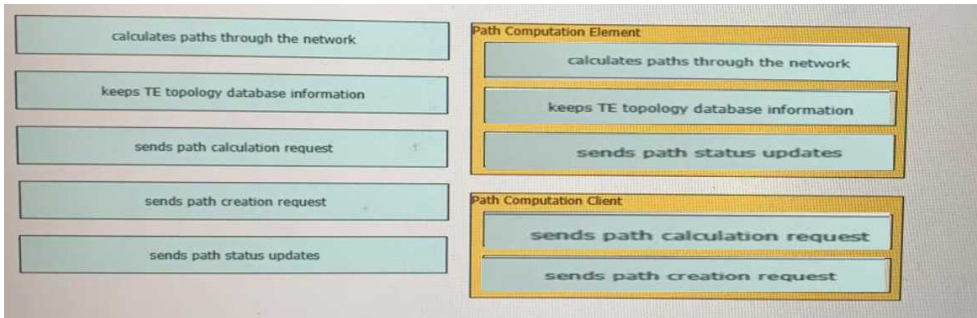 calculates paths through the network
keeps TE topology database information
sends path calculation request
sends path creation request
sends path status updates
Path Computation Element
calculates paths through the network
keeps TE topology database information
sends path status updates
Path Computation Client
sends path calculation request
sends path creation request